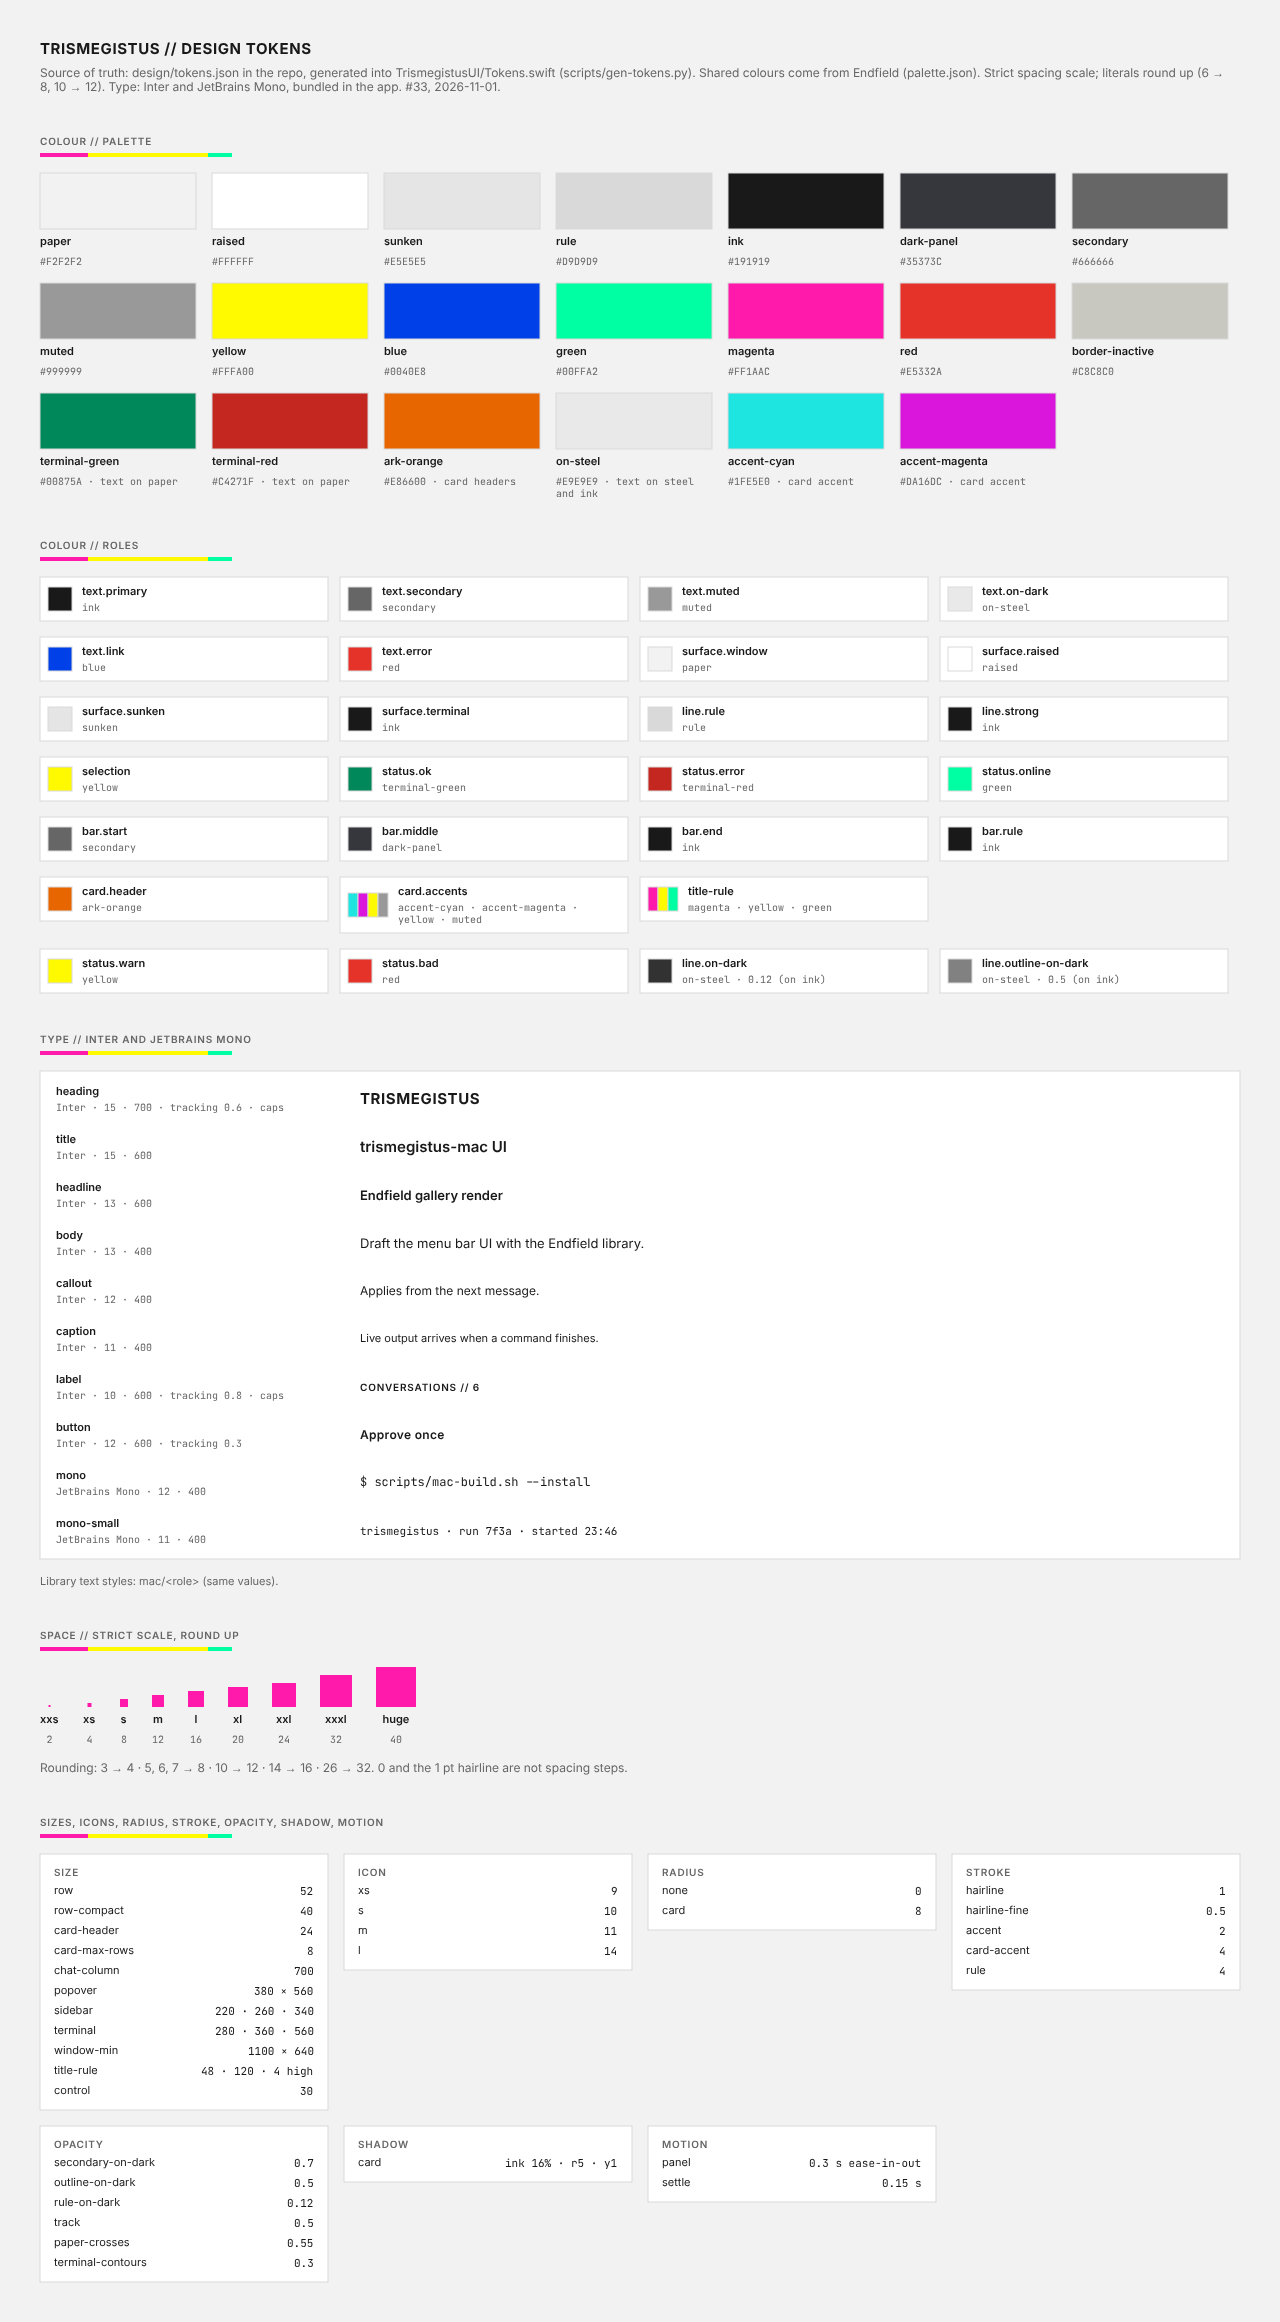 TRISMEGISTUS // DESIGN TOKENS
Source of truth: design/tokens.json in the repo, generated into TrismegistusUI/Tokens.swift (scripts/gen-tokens.py). Shared colours come from Endfield (palette.json). Strict spacing scale; literals round up (6 →
8, 10 → 12). Type: Inter and JetBrains Mono, bundled in the app. #33, 2026-11-01.
COLOUR // PALETTE
paper raised sunken rule ink dark-panel secondary
#F2F2F2 #FFFFFF #E5E5E5 #D9D9D9 #191919 #35373C #666666
muted yellow blue green magenta red border-inactive
#999999 #FFFA00 #0040E8 #00FFA2 #FF1AAC #E5332A #C8C8C0
terminal-green terminal-red ark-orange on-steel accent-cyan accent-magenta
#00875A · text on paper #C4271F · text on paper #E86600 · card headers #E9E9E9 · text on steel #1FE5E0 · card accent #DA16DC · card accent
and ink
COLOUR // ROLES
text.primary text.secondary text.muted text.on-dark
ink secondary muted on-steel
text.link text.error surface.window surface.raised
blue red paper raised
surface.sunken surface.terminal line.rule line.strong
sunken ink rule ink
selection status.ok status.error status.online
yellow terminal-green terminal-red green
bar.start bar.middle bar.end bar.rule
secondary dark-panel ink ink
card.header card.accents title-rule
ark-orange accent-cyan · accent-magenta · magenta · yellow · green
yellow · muted
status.warn status.bad line.on-dark line.outline-on-dark
yellow red on-steel · 0.12 (on ink) on-steel · 0.5 (on ink)
TYPE // INTER AND JETBRAINS MONO
heading
Inter · 15 · 700 · tracking 0.6 · caps
TRISMEGISTUS
title
Inter · 15 · 600
trismegistus-mac UI
headline
Inter · 13 · 600
Endfield gallery render
body
Inter · 13 · 400
Draft the menu bar UI with the Endfield library.
callout
Inter · 12 · 400
Applies from the next message.
caption
Inter · 11 · 400
Live output arrives when a command finishes.
label
Inter · 10 · 600 · tracking 0.8 · caps
CONVERSATIONS // 6
button
Inter · 12 · 600 · tracking 0.3
Approve once
mono
JetBrains Mono · 12 · 400
$ scripts/mac-build.sh --install
mono-small
JetBrains Mono · 11 · 400
trismegistus · run 7f3a · started 23:46
Library text styles: mac/<role> (same values).
SPACE // STRICT SCALE, ROUND UP
xxs xs s m l xl xxl xxxl huge
2 4 8 12 16 20 24 32 40
Rounding: 3 → 4 · 5, 6, 7 → 8 · 10 → 12 · 14 → 16 · 26 → 32. 0 and the 1 pt hairline are not spacing steps.
SIZES, ICONS, RADIUS, STROKE, OPACITY, SHADOW, MOTION
SIZE
row 52
row-compact 40
card-header 24
card-max-rows 8
chat-column 700
popover 380 × 560
sidebar 220 · 260 · 340
terminal 280 · 360 · 560
window-min 1100 × 640
title-rule 48 · 120 · 4 high
control 30
ICON
xs 9
s 10
m 11
l 14
RADIUS
none 0
card 8
STROKE
hairline 1
hairline-fine 0.5
accent 2
card-accent 4
rule 4
OPACITY
secondary-on-dark 0.7
outline-on-dark 0.5
rule-on-dark 0.12
track 0.5
paper-crosses 0.55
terminal-contours 0.3
SHADOW
card ink 16% · r5 · y1
MOTION
panel 0.3 s ease-in-out
settle 0.15 s